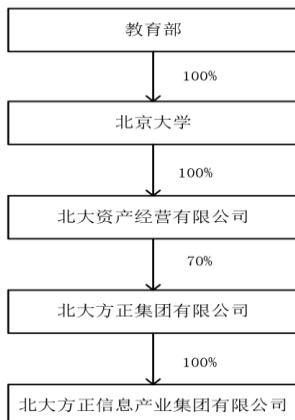 教育部
100%
北京大学
100%
北大资产经营有限公司
70%
北大方正集团有限公司
100%
北大方正信息产业集团有限公司